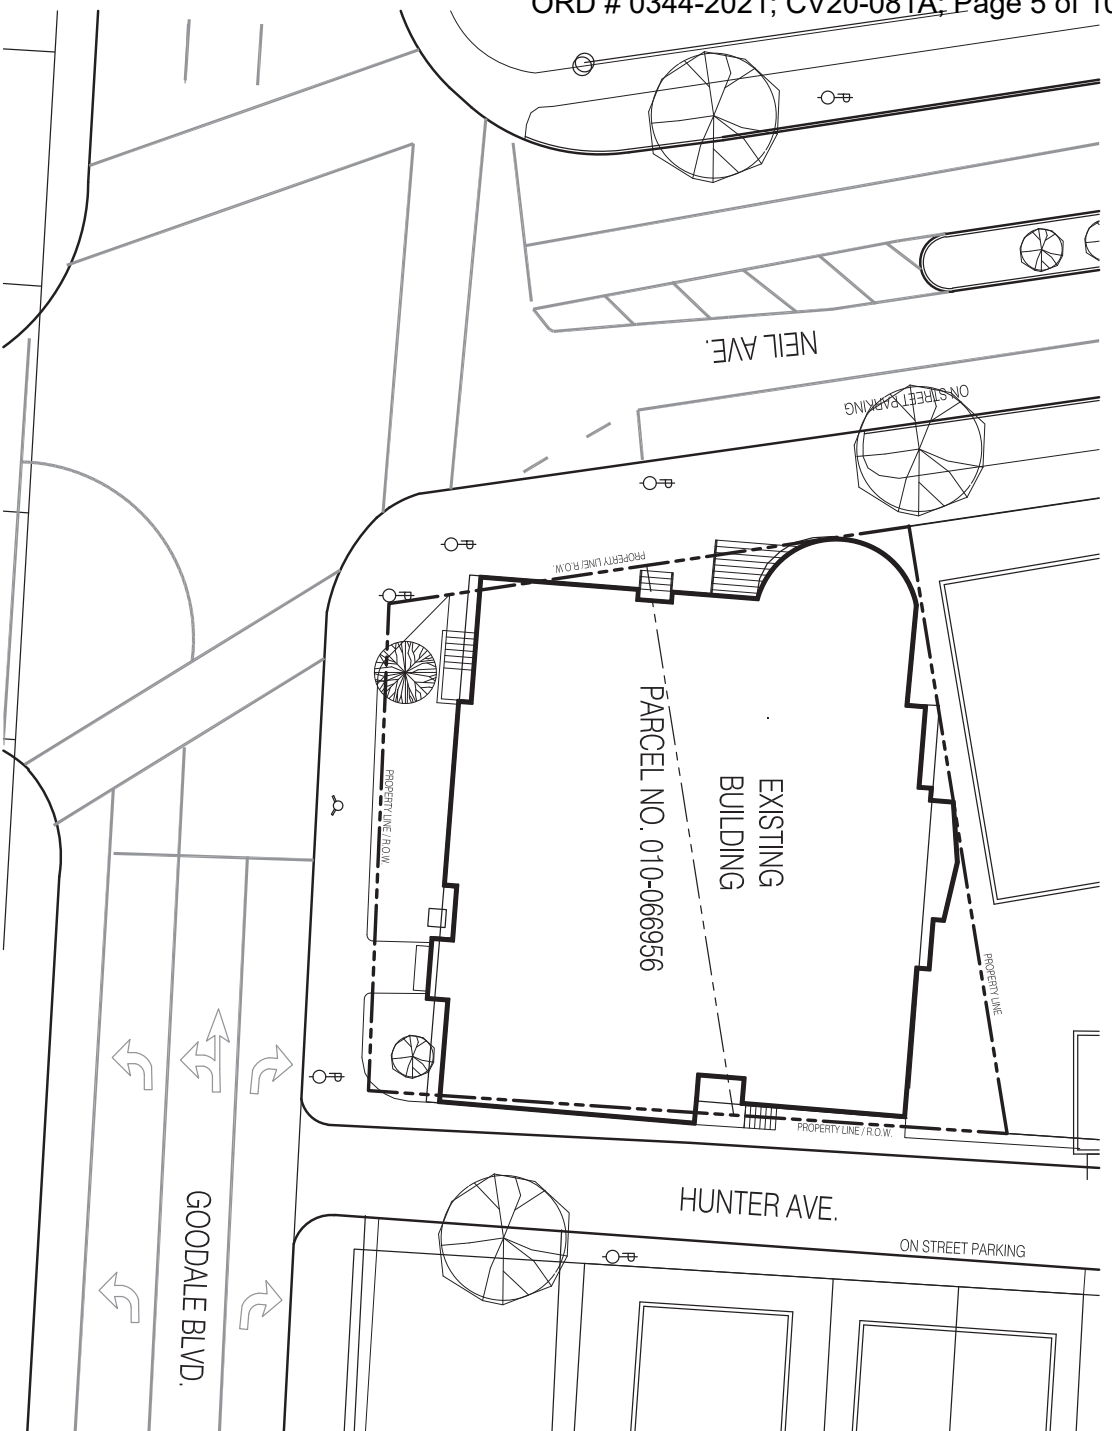 ORD # 0344-2021; CV20-081A; Page 5 of 10
NEIL AVE.
ON STREET PARKING
P
P
P
PROPERTY LINE/ R.O.W.
P
PARCEL NO. 010-066956
EXISTING
BUILDING
PROPERTY LINE / R.O.W.
PROPERTY LINE
P
PROPERTY LINE / R.O.W.
HUNTER AVE.
ON STREET PARKING
P
GOODALE BLVD.